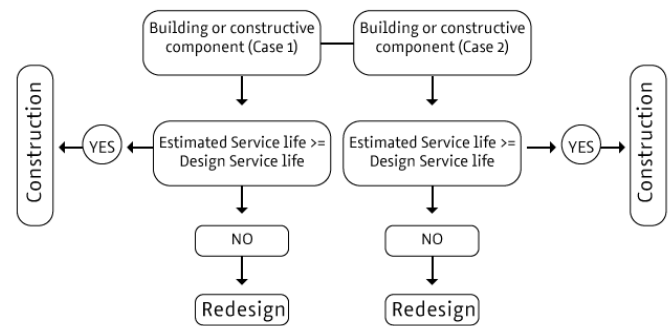 Building or constructive
component (Case 1)
Building or constructive
component (Case 2)
Construction
YES
Estimated Service life >=
Design Service life
Estimated Service life >=
Design Service life
YES
Construction
NO
NO
Redesign
Redesign